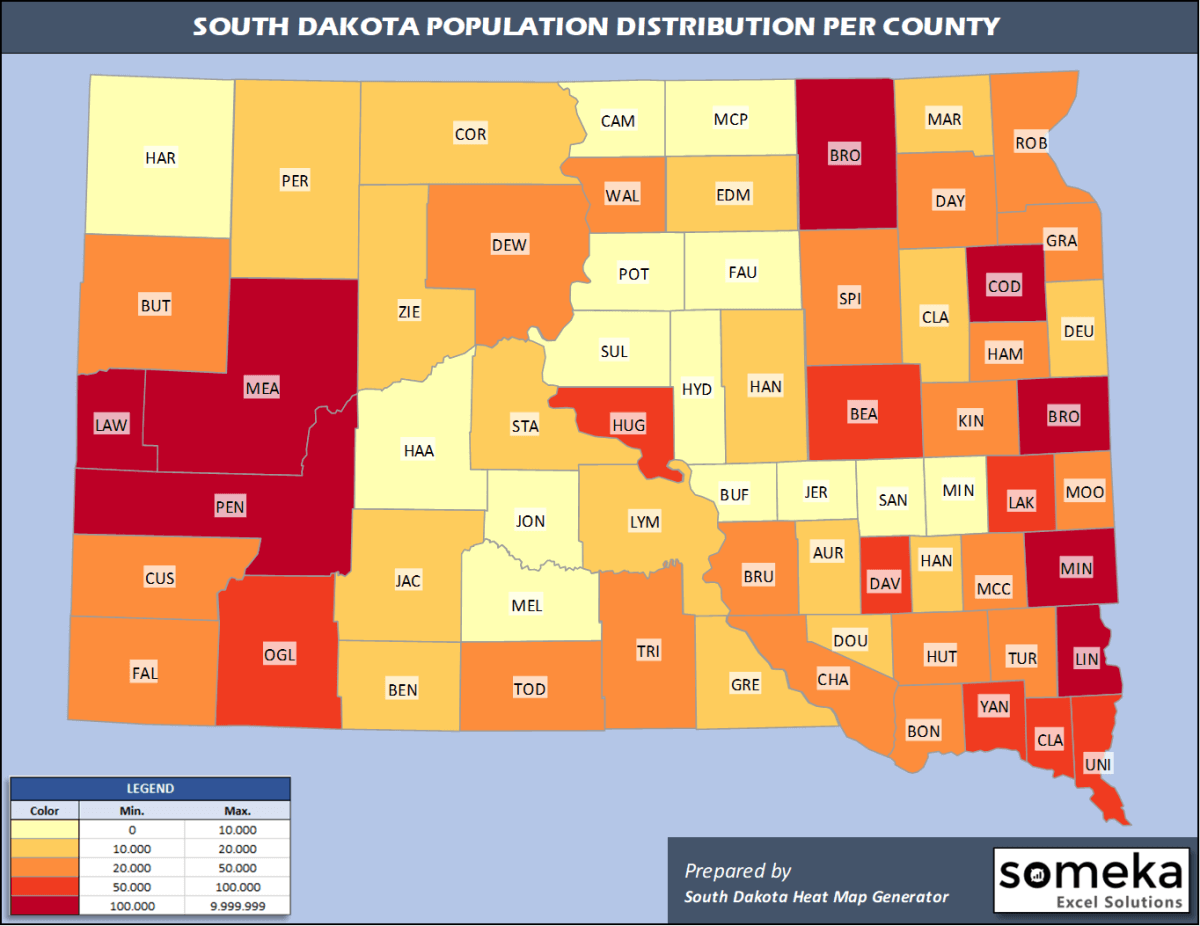 SOUTH DAKOTA POPULATION DISTRIBUTION PER COUNTY
HAR
PER
COR
CAM
MCP
BRO
MAR
ROB
WAL
EDM
DAY
DEW
GRA
BUT
ZIE
POT
FAU
SPI
CLA
COD
DEU
MEA
SUL
HYD
HAN
HAM
LAW
HAA
STA
HUG
BEA
KIN
BRO
PEN
JON
LYM
BUF
JER
SAN
MIN
LAK
MOO
CUS
JAC
MEL
BRU
AUR
DAV
HAN
MCC
MIN
FAL
OGL
BEN
TOD
TRI
GRE
DOU
CHA
HUT
TUR
LIN
BON
YAN
CLA
UNI
LEGEND
Color Min. Max.
0 10.000
10.000 20.000
20.000 50.000
50.000 100.000
100.000 9.999.999
Prepared by
South Dakota Heat Map Generator
someka
Excel Solutions